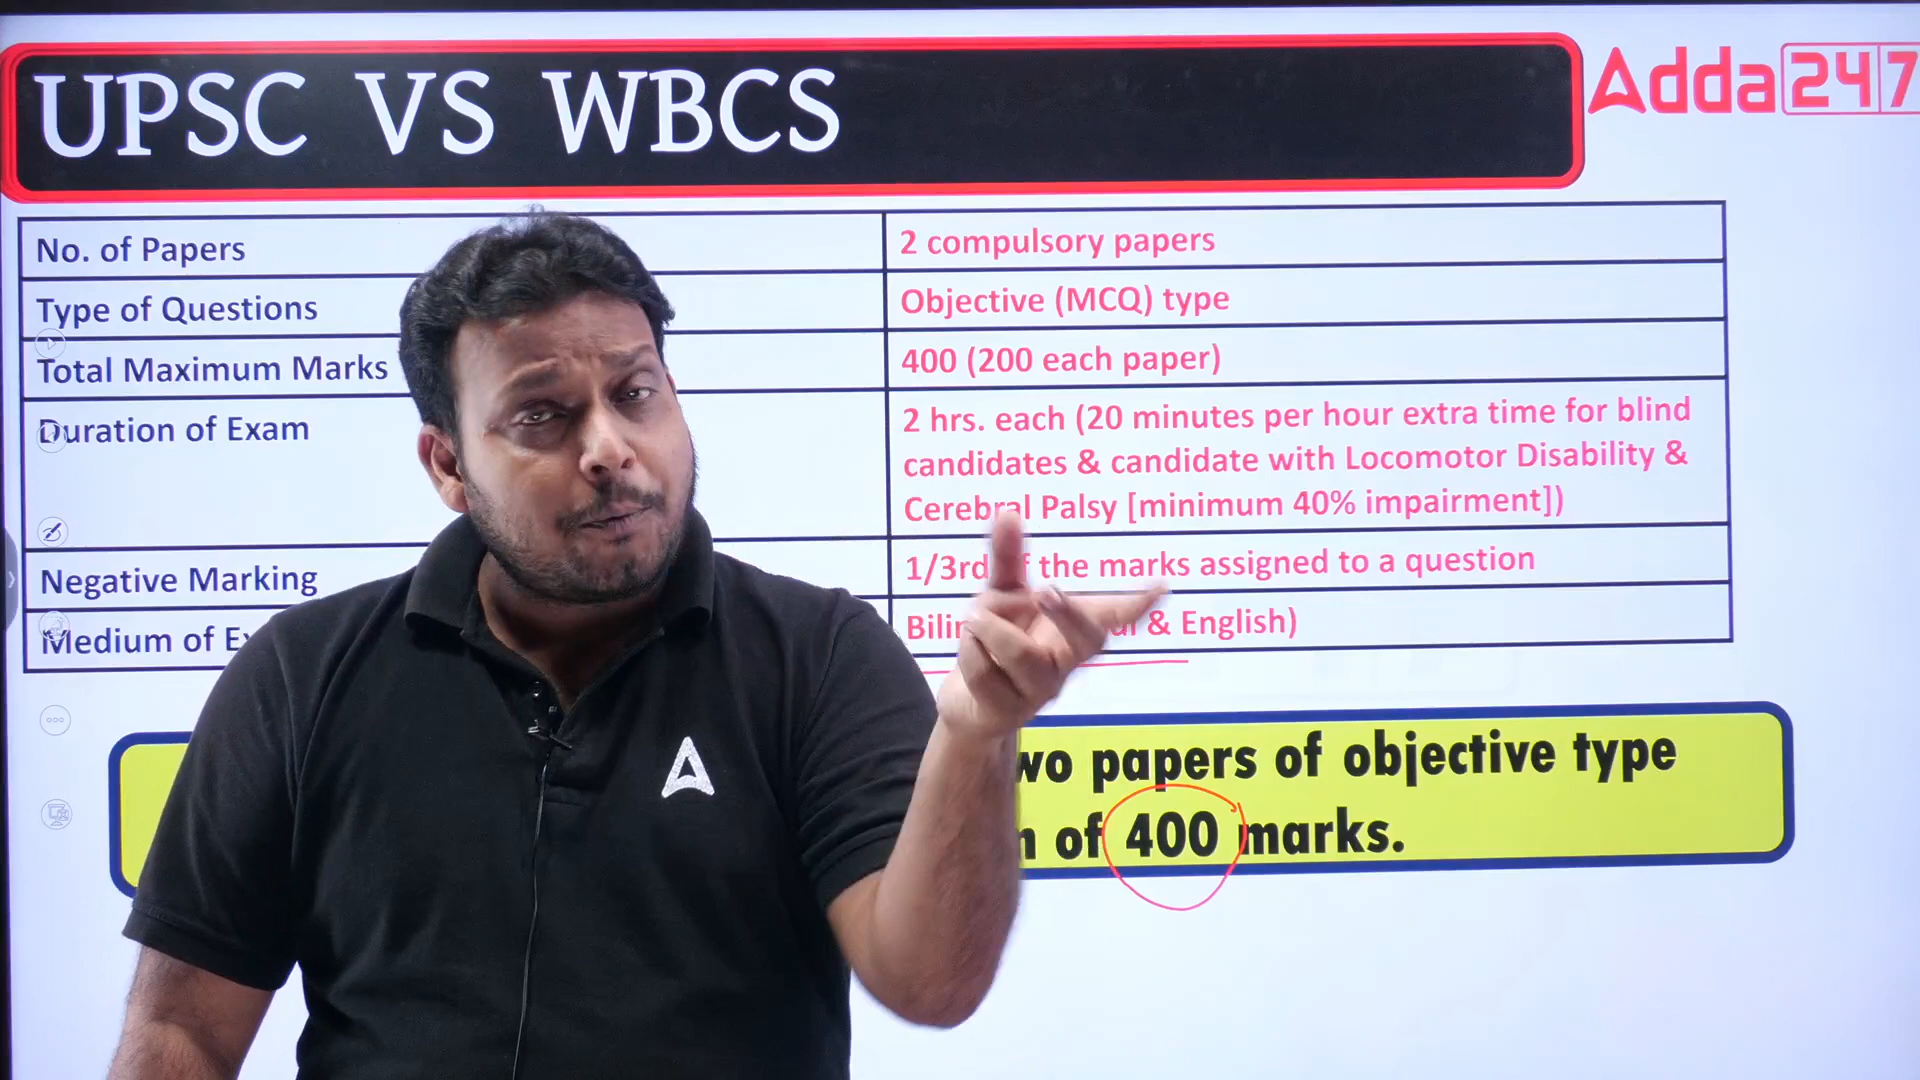 UPSC VS WBCS
Adda247
No. of Papers
2 compulsory papers
Type of Questions
Objective (MCQ) type
Total Maximum Marks
400 (200 each paper)
Duration of Exam
2 hrs. each (20 minutes per hour extra time for blind
candidates & candidate with Locomotor Disability &
Cerebral Palsy [minimum 40% impairment])
Negative Marking
1/3rd of the marks assigned to a question
Medium of
& English)
papers of objective type
of 400 marks.